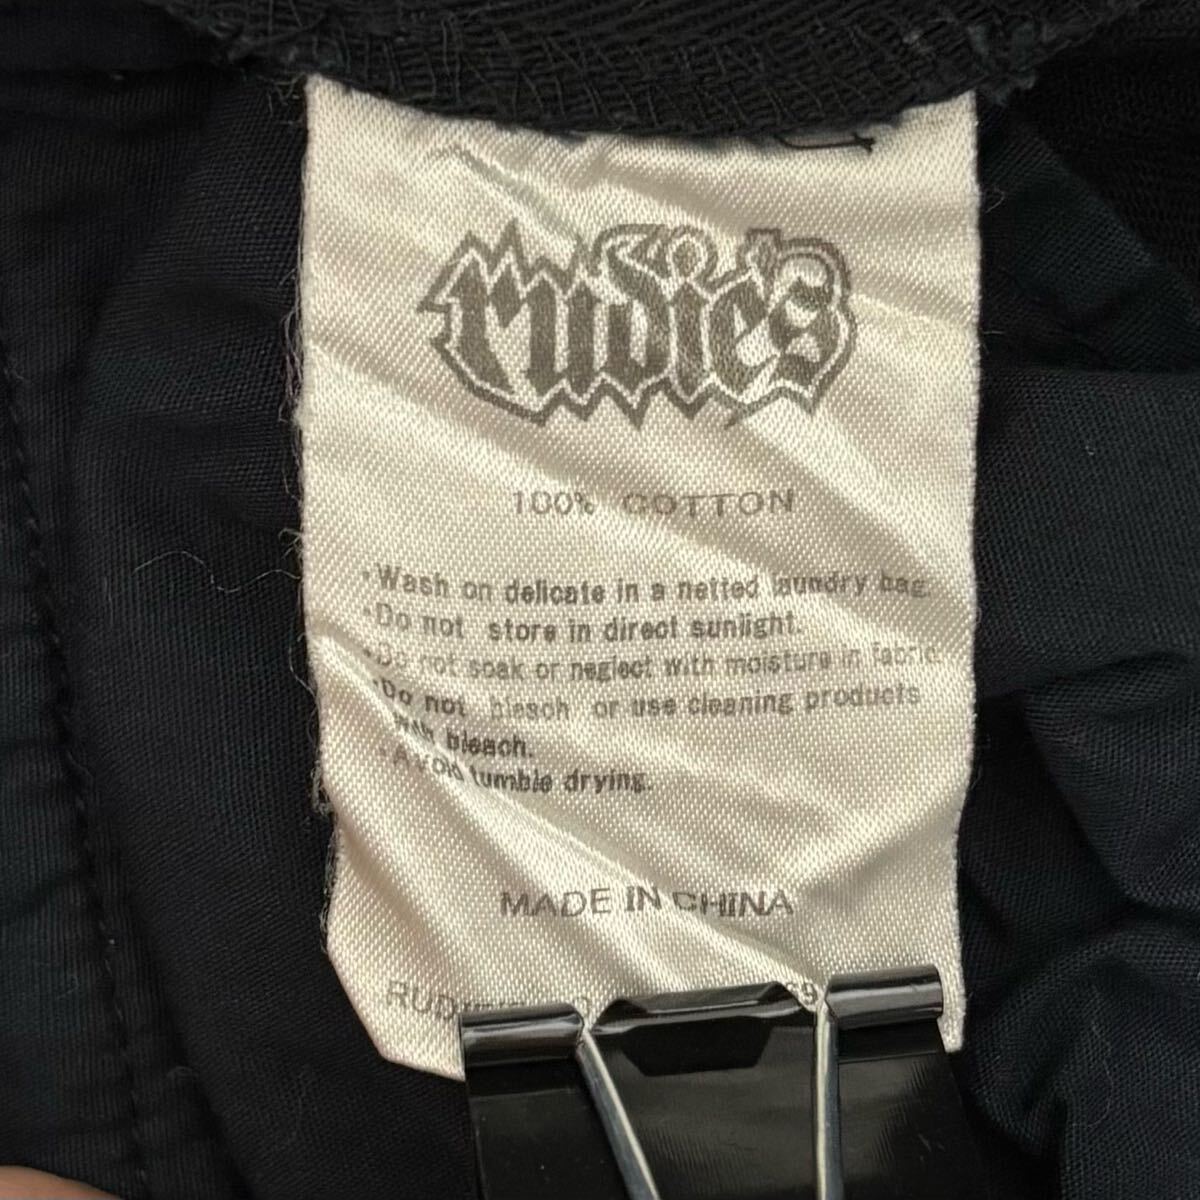 rudie's
100% COTTON
・Wash on delicate in a netted laundry bag.
・Do not store in direct sunlight.
・Do not soak or neglect with moisture in fabric.
・Do not bleach or use cleaning products
with bleach.
・Avoid tumble drying.
MADE IN CHINA